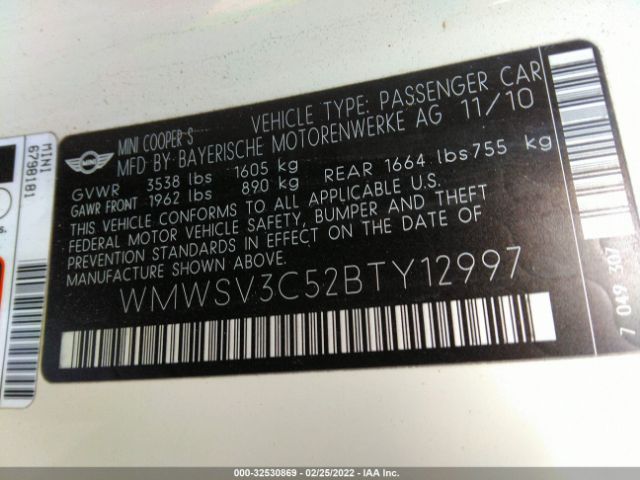 MINI
MINI COOPER S VEHICLE TYPE: PASSENGER CAR
MFD BY: BAYERISCHE MOTORENWERKE AG 11/10
GVWR 3538 lbs 1605 kg
GAWR FRONT 1962 lbs 890 kg REAR 1664 lbs 755 kg
THIS VEHICLE CONFORMS TO ALL APPLICABLE U.S.
FEDERAL MOTOR VEHICLE SAFETY, BUMPER AND THEFT
PREVENTION STANDARDS IN EFFECT ON THE DATE OF
MANUFACTURE SHOWN ABOVE.
WMWSV3C52BTY12997
7 049 307
MINI
6798181
s.
000-32530869 - 02/25/2022 - IAA Inc.